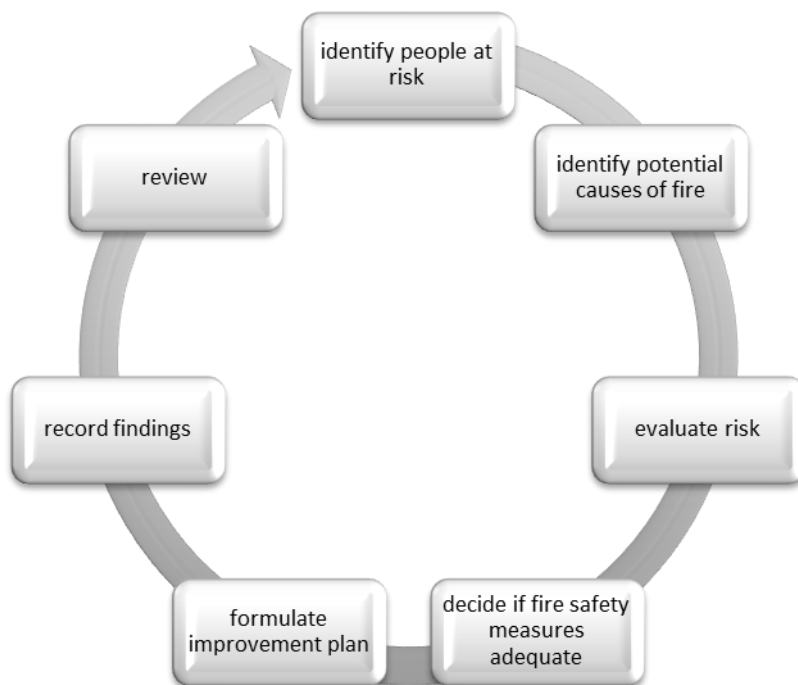 identify people at
risk
identify potential
causes of fire
evaluate risk
decide if fire safety
measures
adequate
formulate
improvement plan
record findings
review